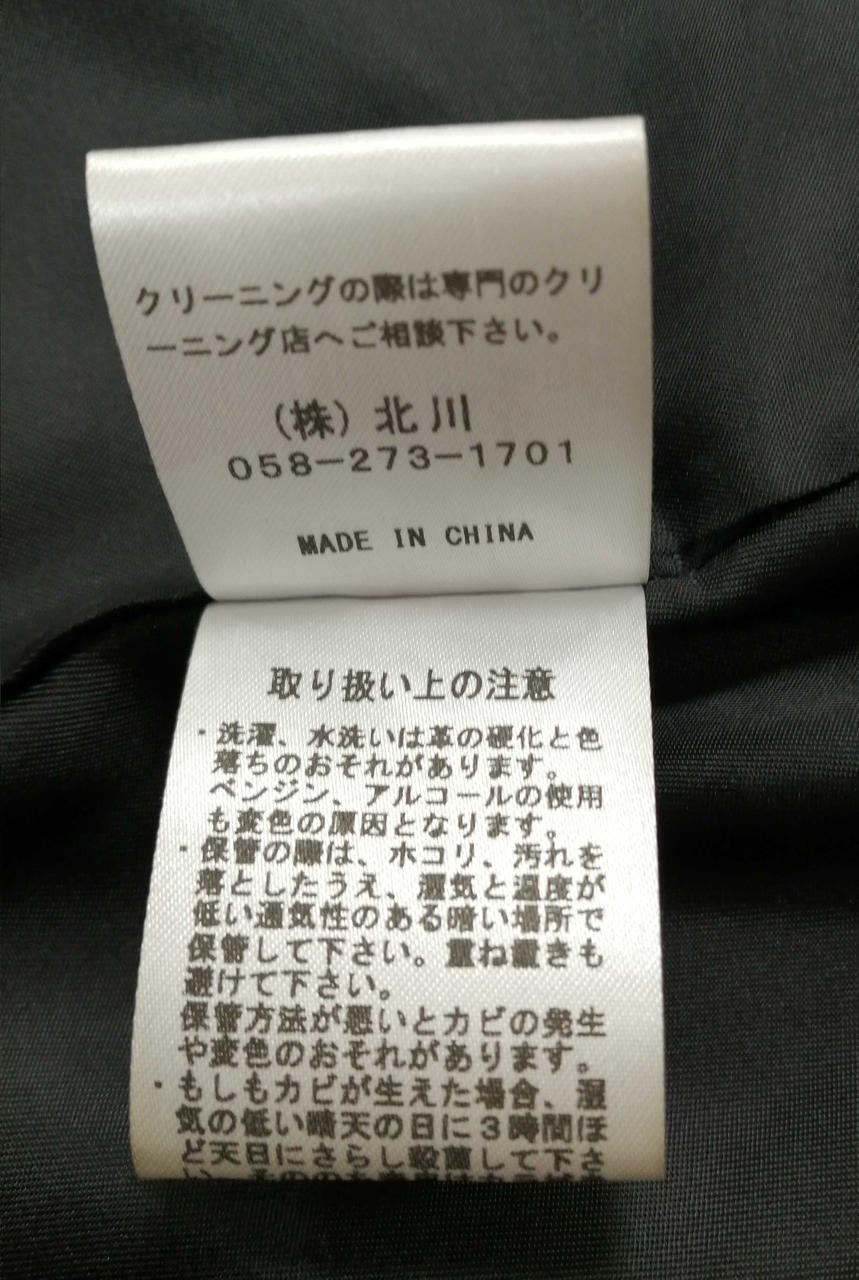 クリーニングの際は専門のクリ
ーニング店へご相談下さい。
(株)北川
058-273-1701
MADE IN CHINA
取り扱い上の注意
・洗濯、水洗いは革の硬化と色
落ちのおそれがあります。
ベンジン、アルコールの使用
も変色の原因となります。
・保管の際は、ホコリ、汚れを
落としたうえ、湿気と温度が
低い通気性のある暗い場所で
保管して下さい。重ね置きも
避けて下さい。
保管方法が悪いとカビの発生
や変色のおそれがあります。
・もしもカビが生えた場合、湿
気の低い晴天の日に3時間ほ
ど天日にさらし殺菌して下さ